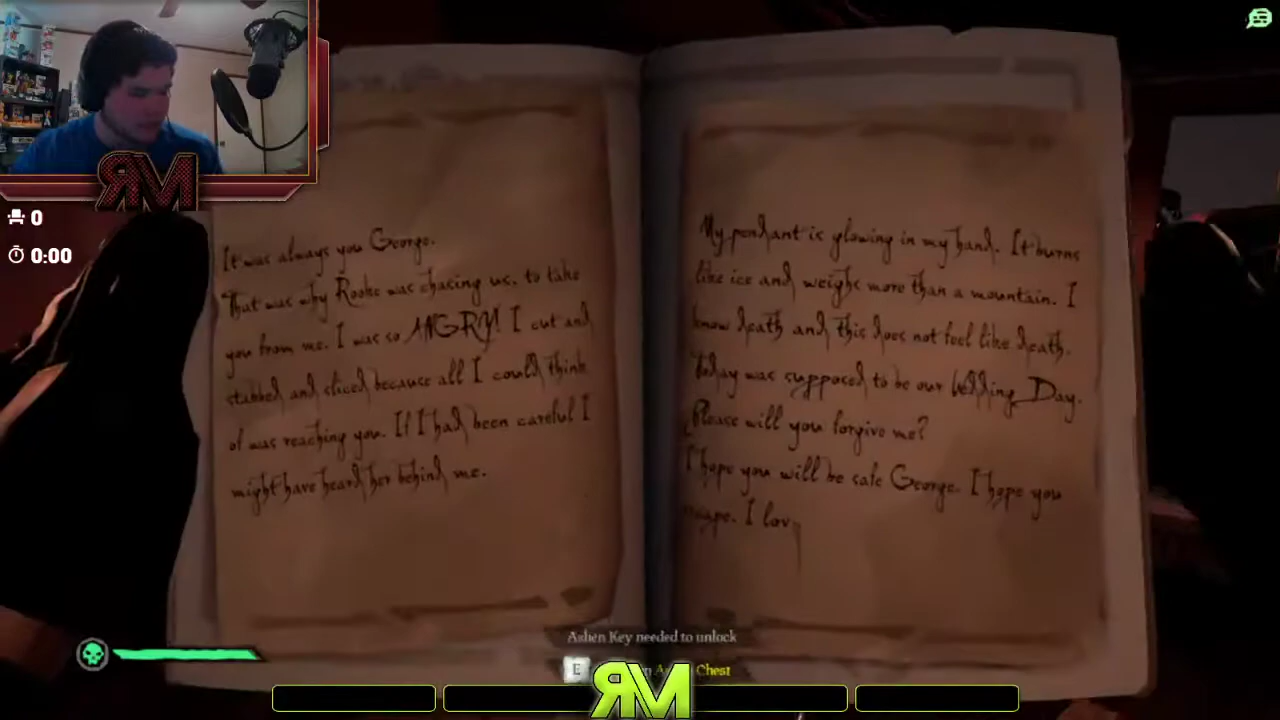 RM
0
0:00
It was always you George.
That was why Rooke was chasing us, to take
you from me. I was so ANGRY! I cut and
stabbed and sliced because all I could think
of was reaching you. If I had been careful I
might have heard her behind me.
My pendant is glowing in my hand. It burns
like ice and weighs more than a mountain. I
know death and this does not feel like death.
Today was supposed to be our Wedding Day.
Please will you forgive me?
I hope you will be safe George. I hope you
escape. I lov
Ashen Key needed to unlock
E Chest
RM